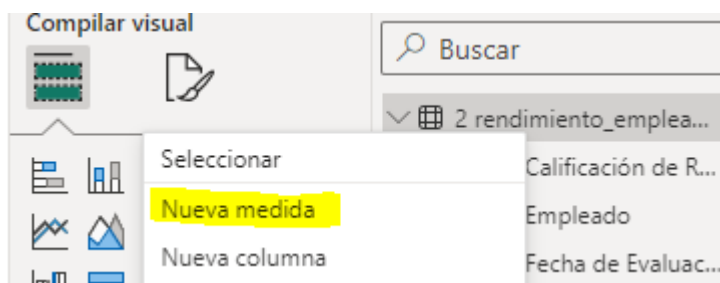 Compilar visual
Buscar
2 rendimiento_emplea...
Seleccionar
Calificación de R...
Nueva medida
Empleado
Nueva columna
Fecha de Evaluac...